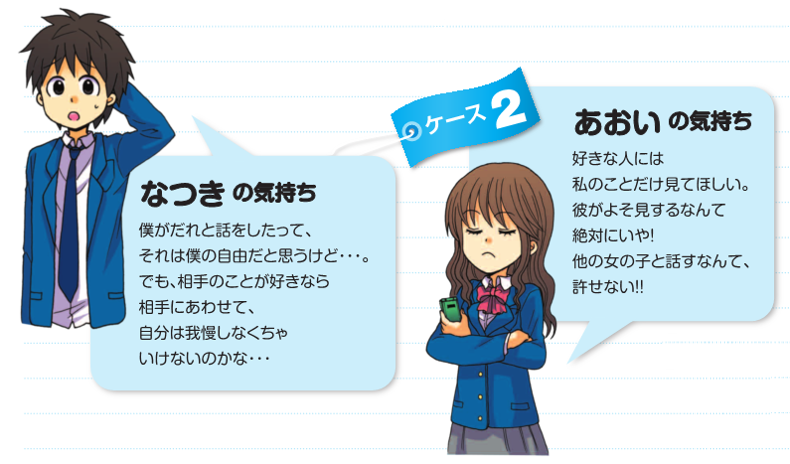 ケース2
なつきの気持ち
僕がだれと話をしたって、
それは僕の自由だと思うけど・・・。
でも、相手のことが好きなら
相手にあわせて、
自分は我慢しなくちゃ
いけないのかな・・・
あおいの気持ち
好きな人には
私のことだけ見てほしい。
彼がよそ見するなんて
絶対にいや!
他の女の子と話すなんて、
許せない!!